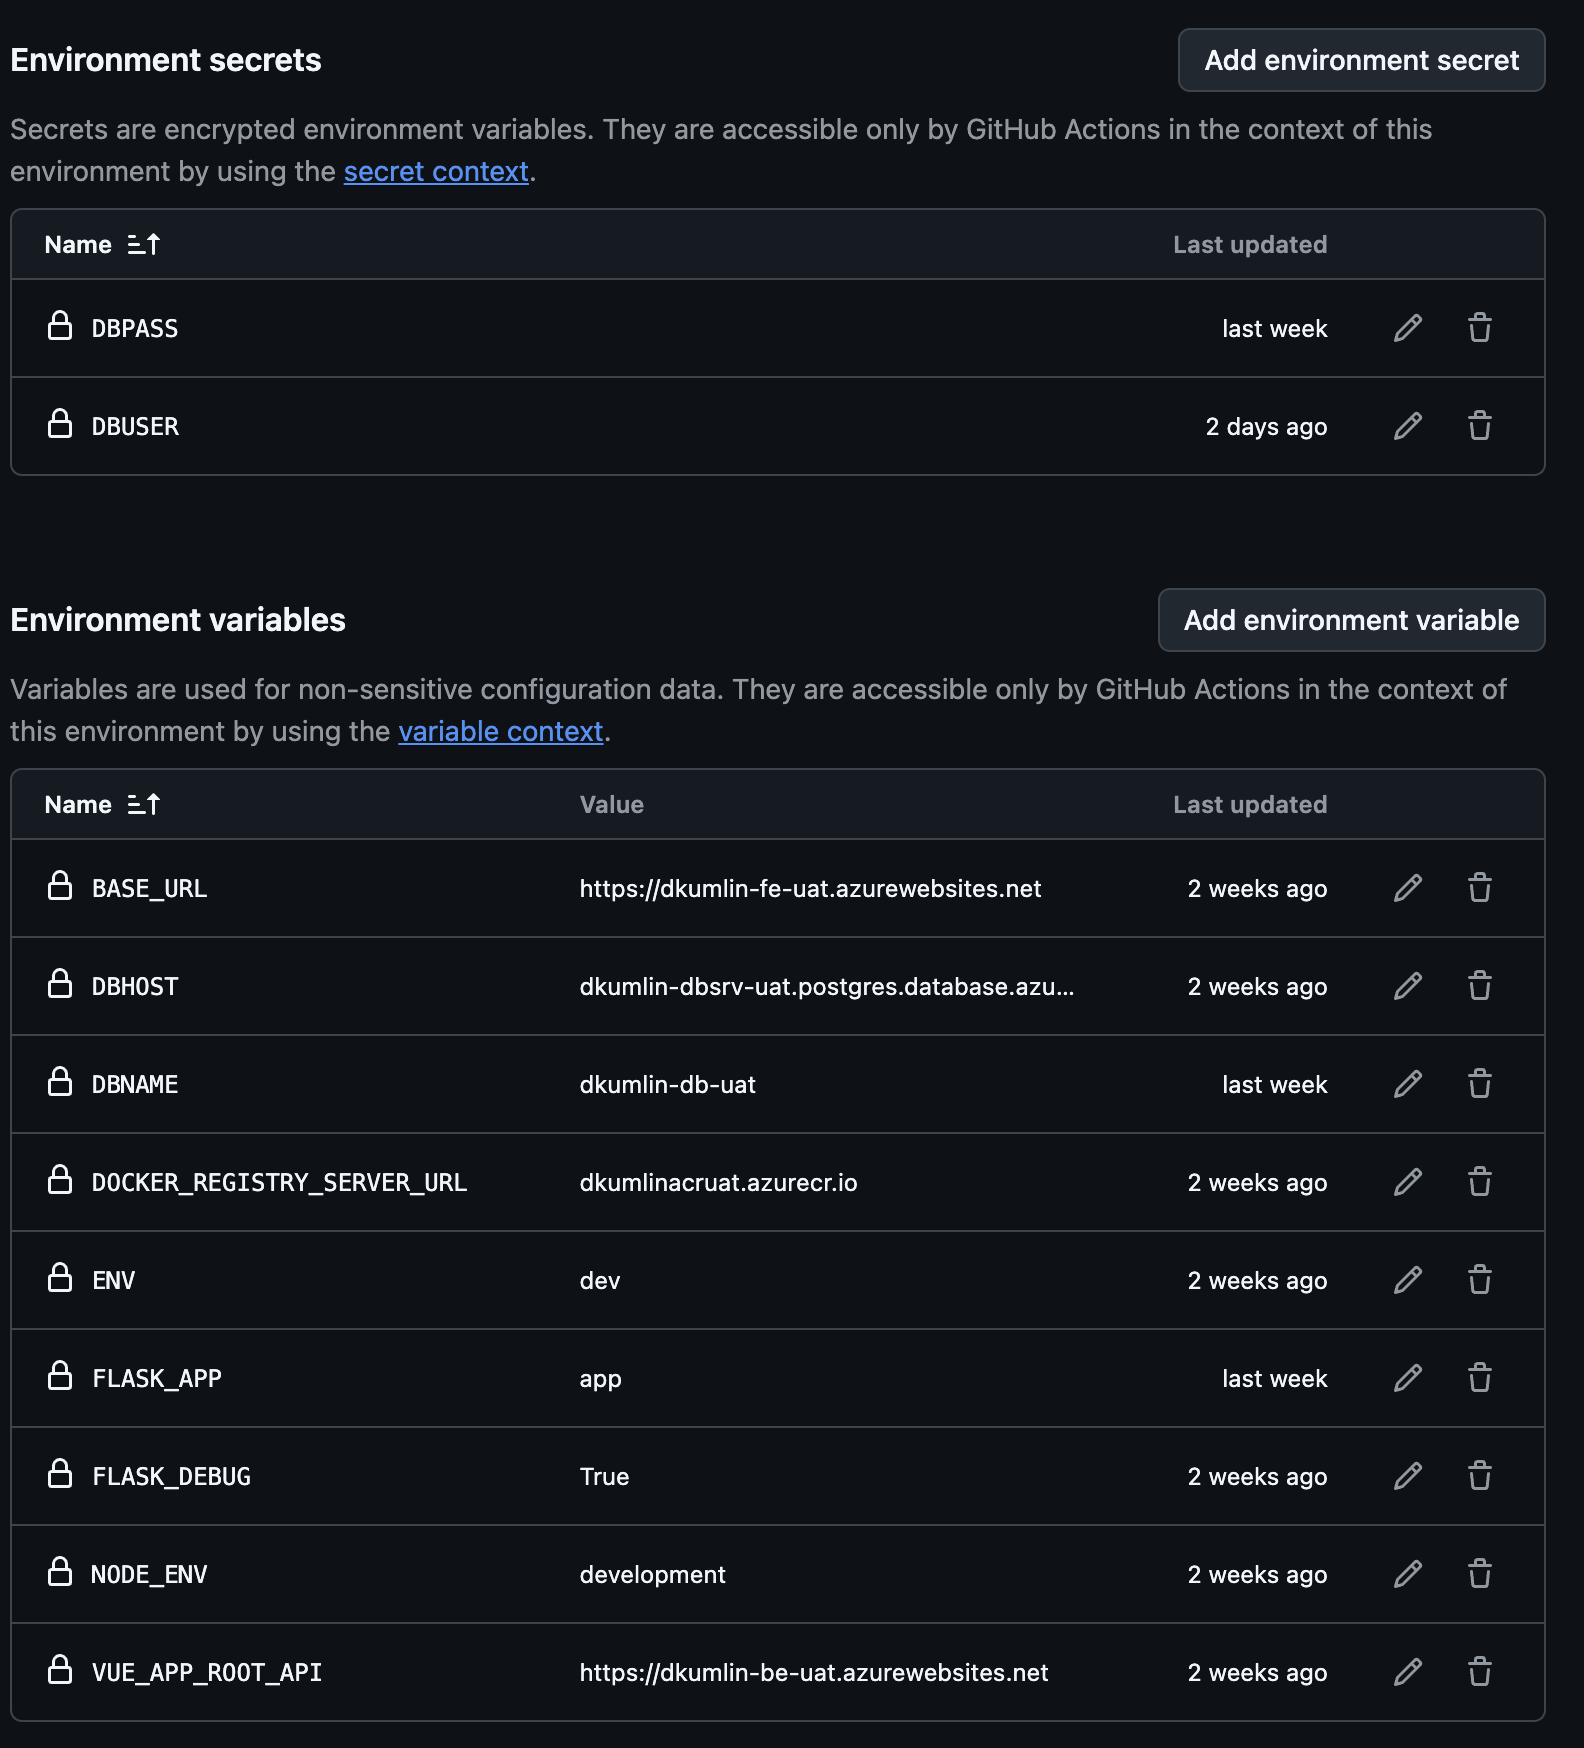 Environment secrets
Add environment secret
Secrets are encrypted environment variables. They are accessible only by GitHub Actions in the context of this
environment by using the secret context.
Name Last updated
DBPASS last week
DBUSER 2 days ago
Environment variables
Add environment variable
Variables are used for non-sensitive configuration data. They are accessible only by GitHub Actions in the context of
this environment by using the variable context.
Name Value Last updated
BASE_URL https://dkumlin-fe-uat.azurewebsites.net 2 weeks ago
DBHOST dkumlin-dbsrv-uat.postgres.database.azu... 2 weeks ago
DBNAME dkumlin-db-uat last week
DOCKER_REGISTRY_SERVER_URL dkumlinacruat.azurecr.io 2 weeks ago
ENV dev 2 weeks ago
FLASK_APP app last week
FLASK_DEBUG True 2 weeks ago
NODE_ENV development 2 weeks ago
VUE_APP_ROOT_API https://dkumlin-be-uat.azurewebsites.net 2 weeks ago